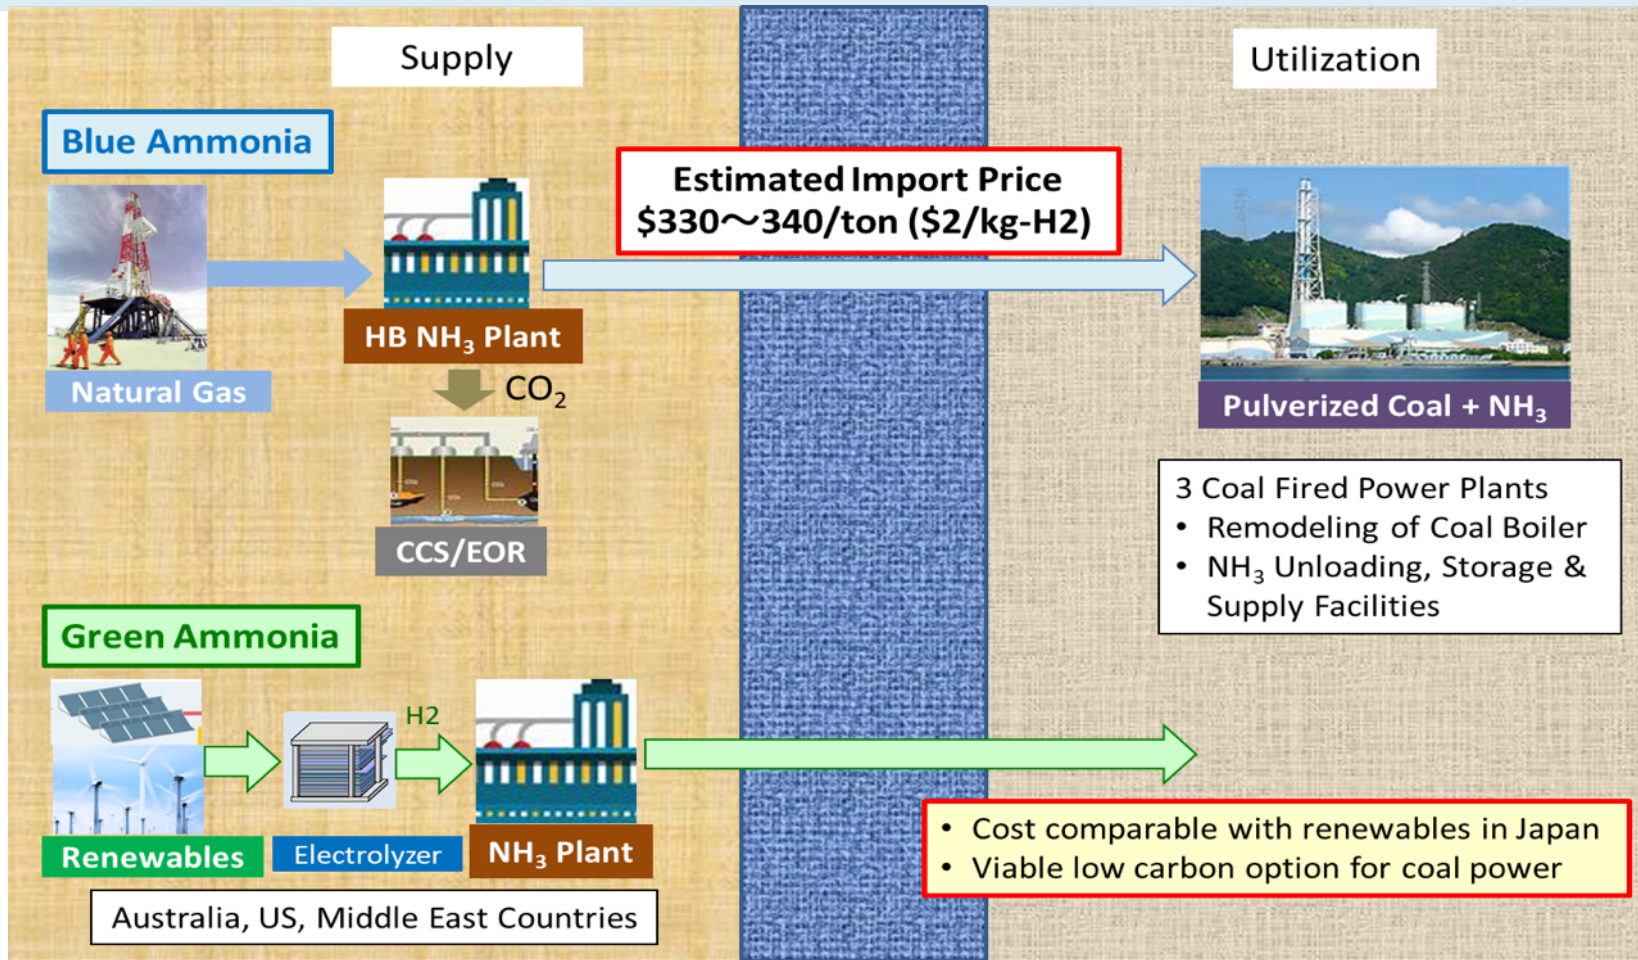 Supply
Utilization
Blue Ammonia
Estimated Import Price
$330～340/ton ($2/kg-H2)
HB NH₃ Plant
Natural Gas
CO₂
Pulverized Coal + NH₃
CCS/EOR
3 Coal Fired Power Plants
• Remodeling of Coal Boiler
• NH₃ Unloading, Storage &
Supply Facilities
Green Ammonia
H2
Renewables
Electrolyzer
NH₃ Plant
• Cost comparable with renewables in Japan
• Viable low carbon option for coal power
Australia, US, Middle East Countries